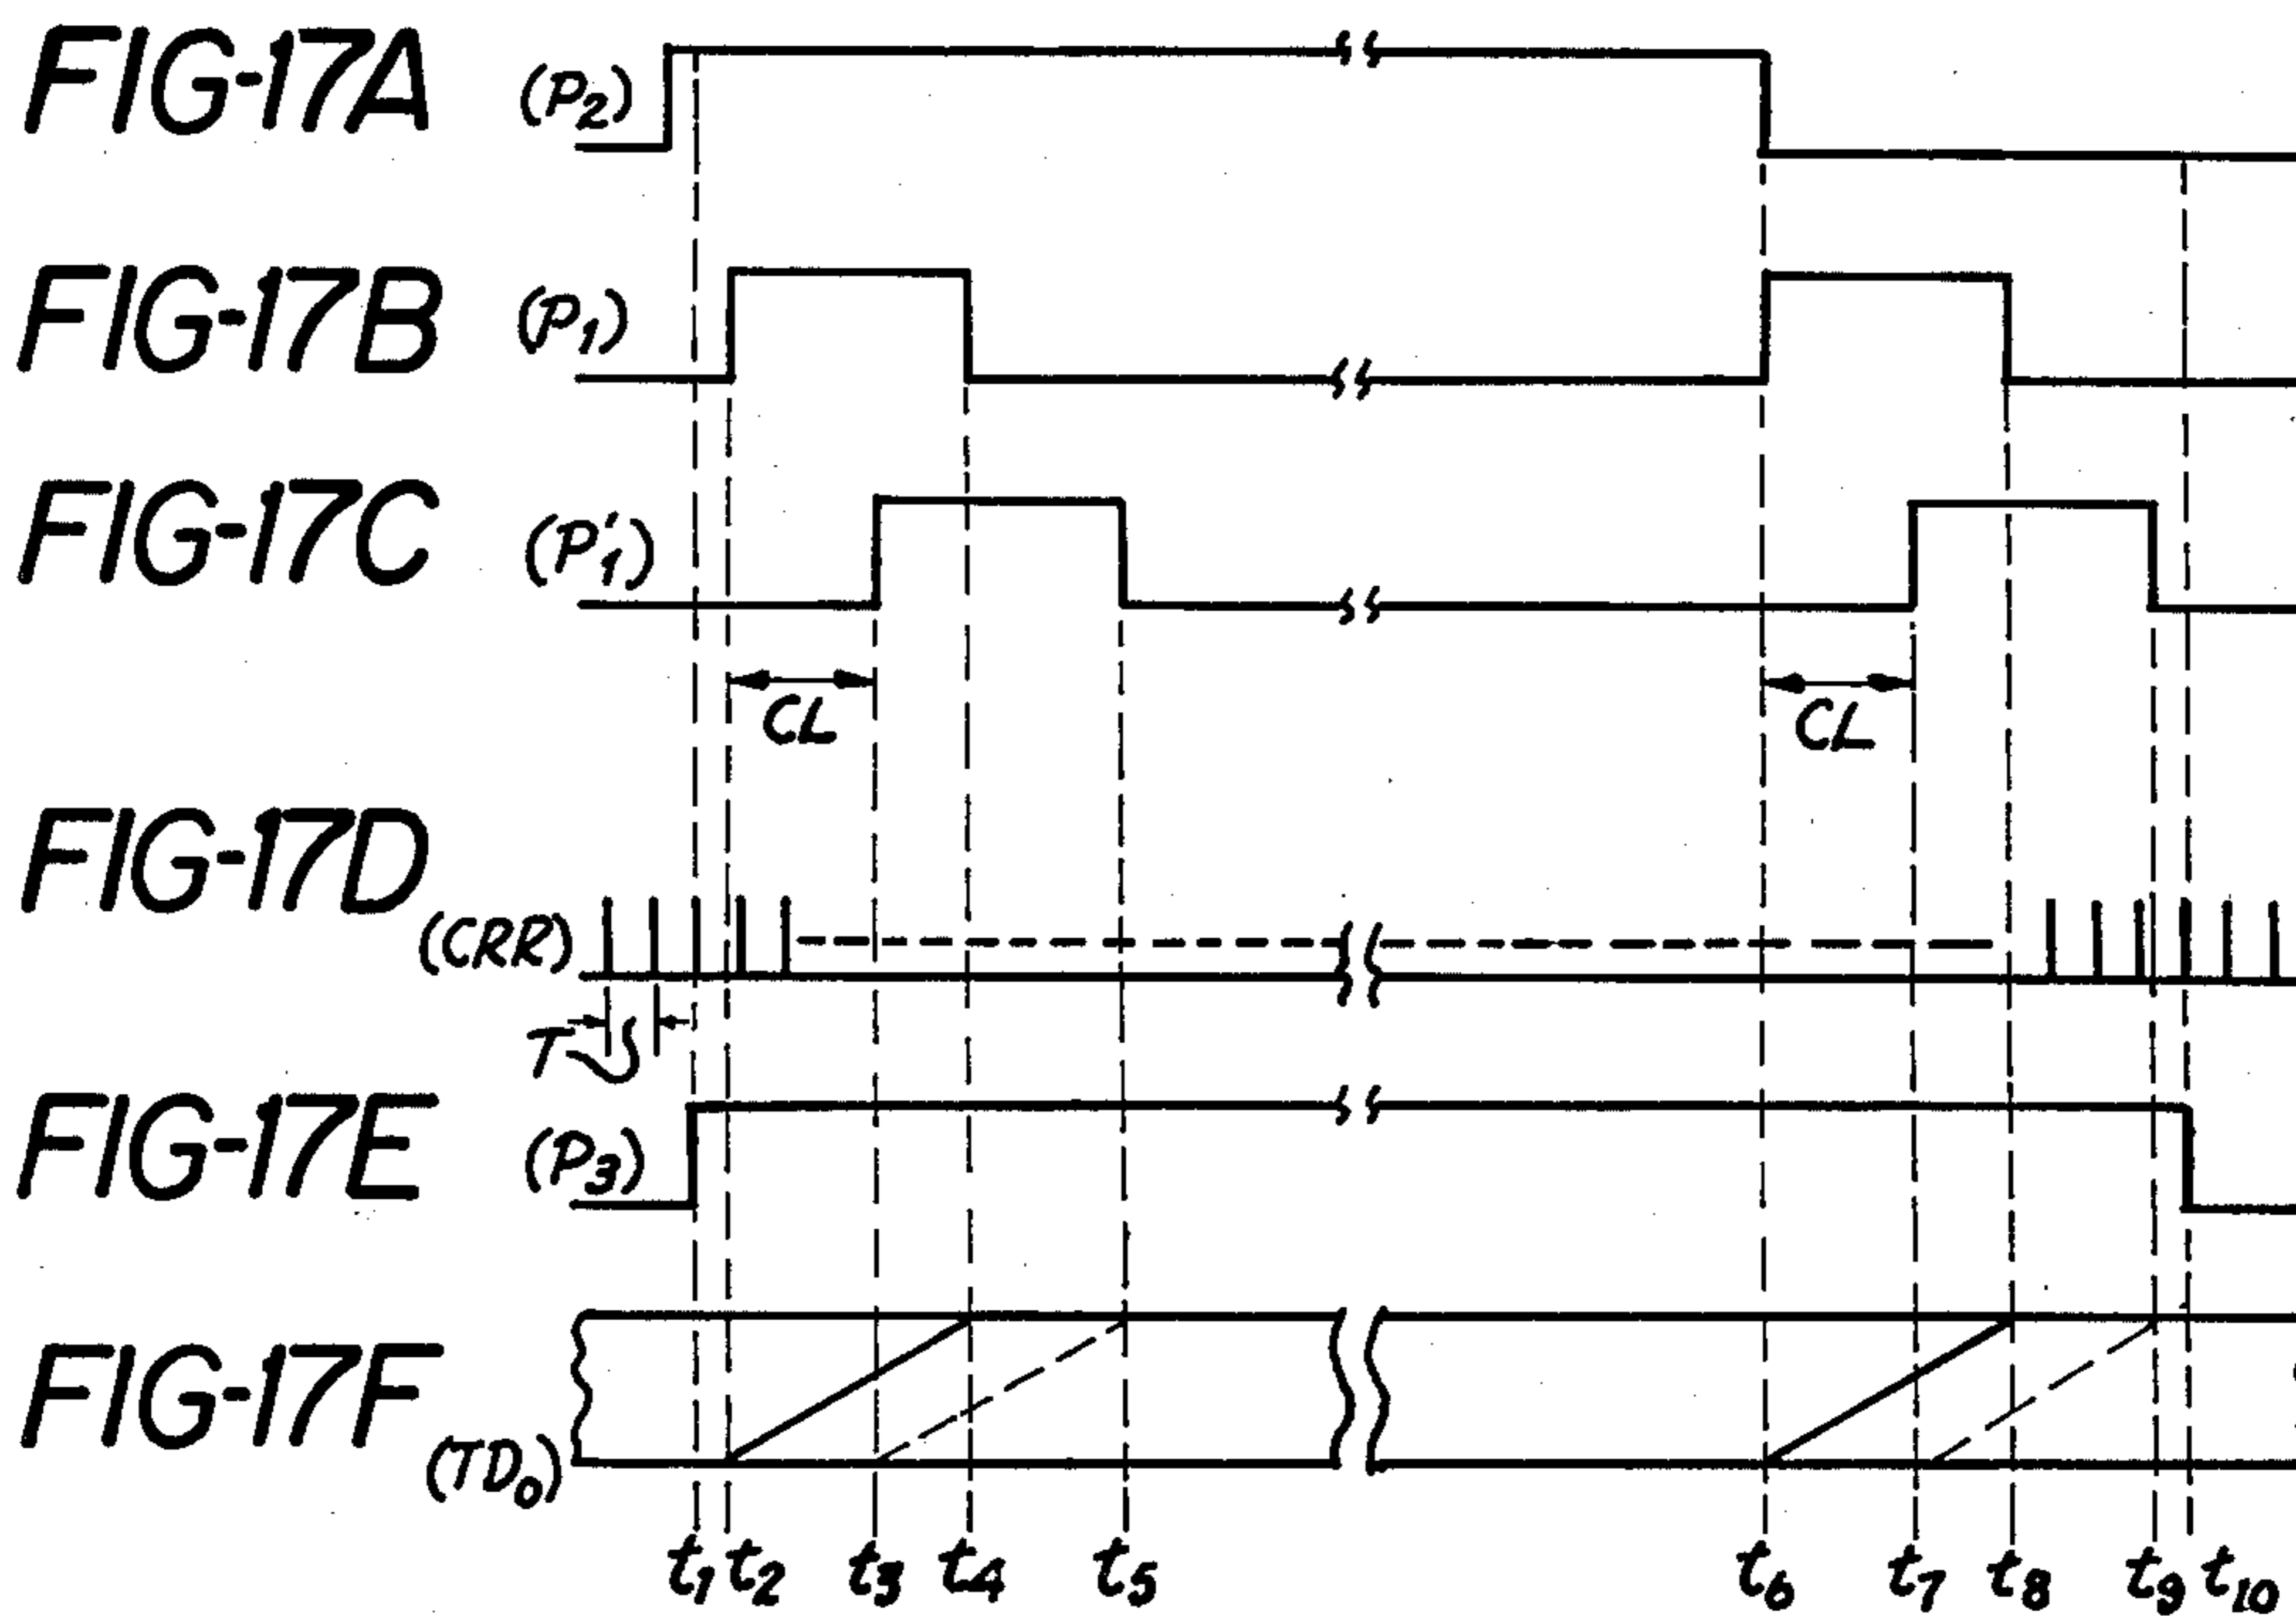 FIG-17A (P2)
FIG-17B (P1)
FIG-17C (P'1)
CL CL
FIG-17D (CRR)
T
FIG-17E (P3)
FIG-17F (TD0)
t1 t2 t3 t4 t5 t6 t7 t8 t9 t10